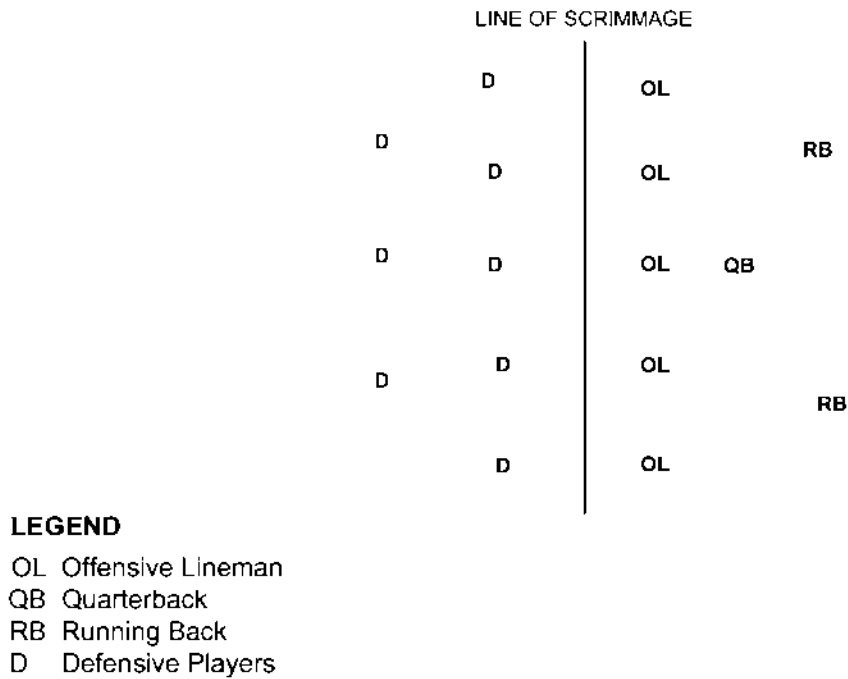 LINE OF SCRIMMAGE
D OL
D RB
D OL
D D OL QB
D OL
D RB
D OL
LEGEND
OL Offensive Lineman
QB Quarterback
RB Running Back
D Defensive Players